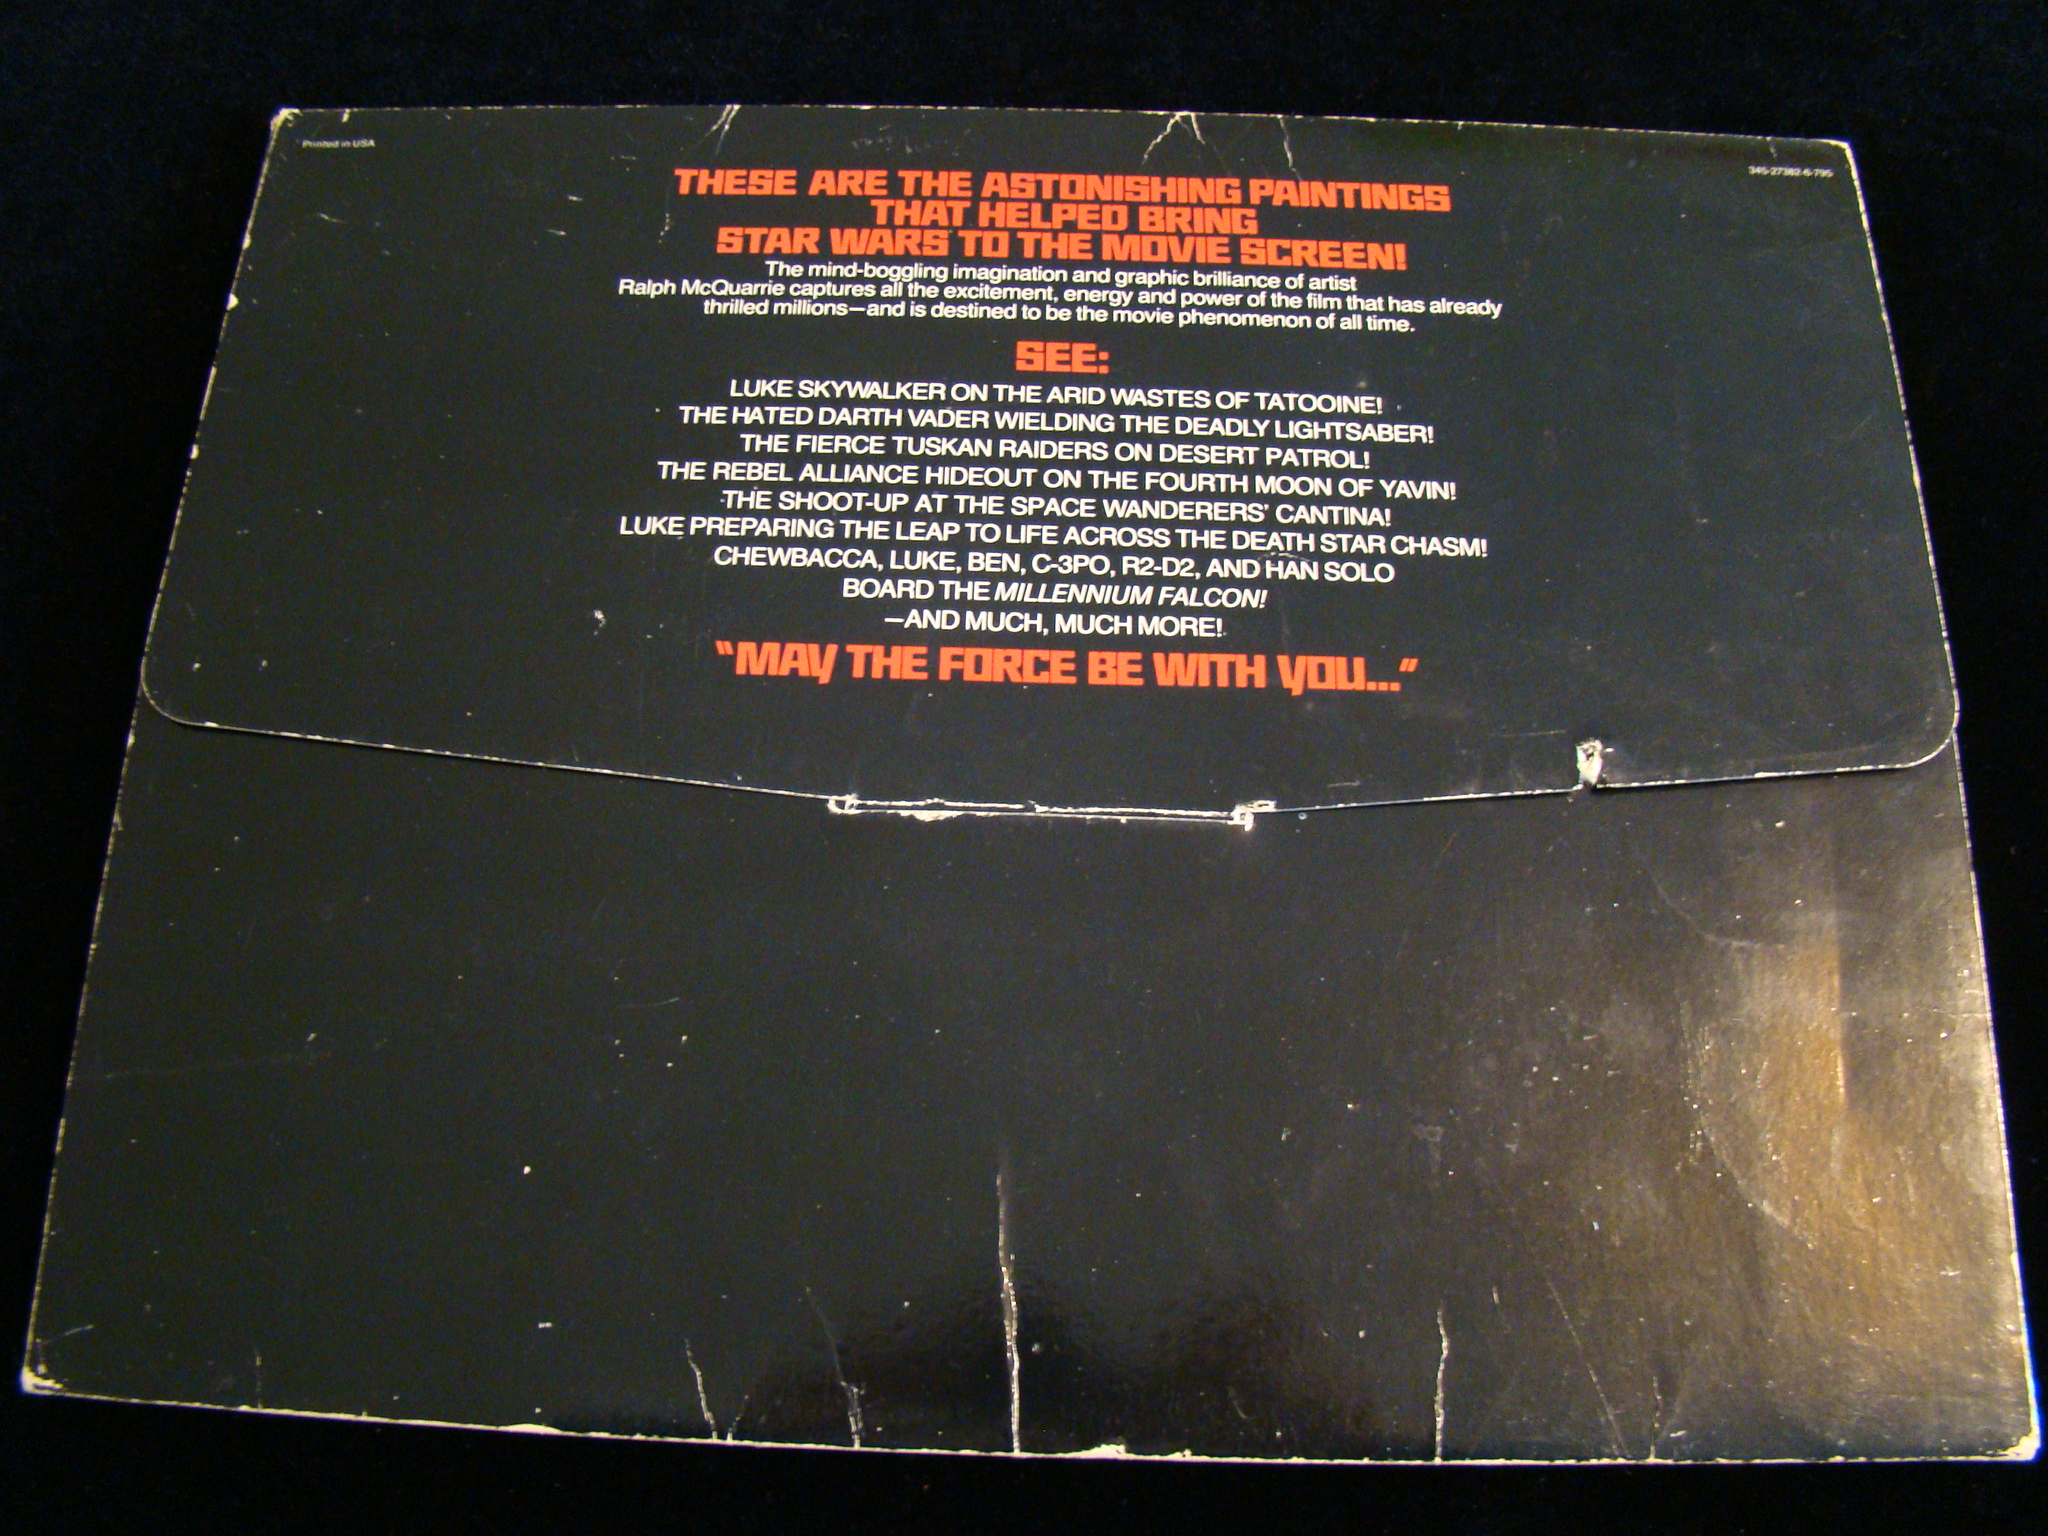 Printed in USA
345-27382-6-795
THESE ARE THE ASTONISHING PAINTINGS
THAT HELPED BRING
STAR WARS TO THE MOVIE SCREEN!
The mind-boggling imagination and graphic brilliance of artist
Ralph McQuarrie captures all the excitement, energy and power of the film that has already
thrilled millions—and is destined to be the movie phenomenon of all time.
SEE:
LUKE SKYWALKER ON THE ARID WASTES OF TATOOINE!
THE HATED DARTH VADER WIELDING THE DEADLY LIGHTSABER!
THE FIERCE TUSKAN RAIDERS ON DESERT PATROL!
THE REBEL ALLIANCE HIDEOUT ON THE FOURTH MOON OF YAVIN!
THE SHOOT-UP AT THE SPACE WANDERERS' CANTINA!
LUKE PREPARING THE LEAP TO LIFE ACROSS THE DEATH STAR CHASM!
CHEWBACCA, LUKE, BEN, C-3PO, R2-D2, AND HAN SOLO
BOARD THE MILLENNIUM FALCON!
—AND MUCH, MUCH MORE!
"MAY THE FORCE BE WITH YOU..."